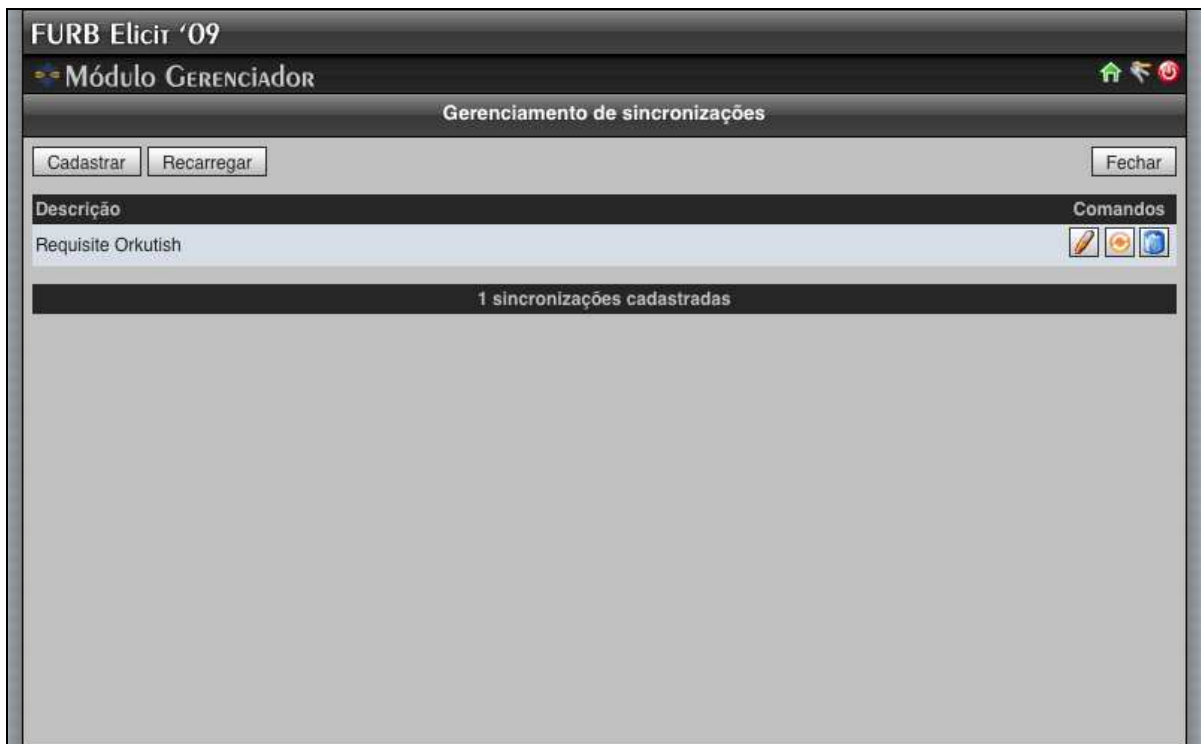 FURB Elicit '09
Módulo Gerenciador
Gerenciamento de sincronizações
Cadastrar Recarregar Fechar
Descrição Comandos
Requisite Orkutish
1 sincronizações cadastradas